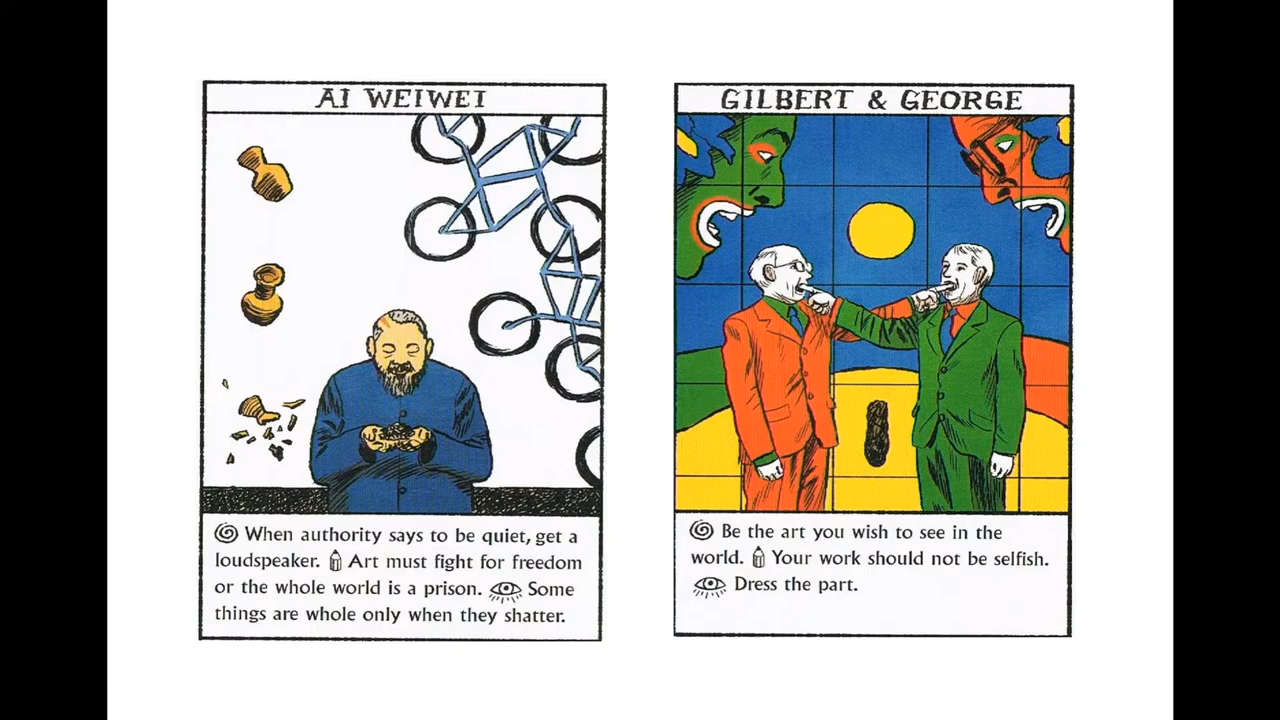 AI WEIWEI
When authority says to be quiet, get a
loudspeaker. Art must fight for freedom
or the whole world is a prison. Some
things are whole only when they shatter.
GILBERT & GEORGE
Be the art you wish to see in the
world. Your work should not be selfish.
Dress the part.